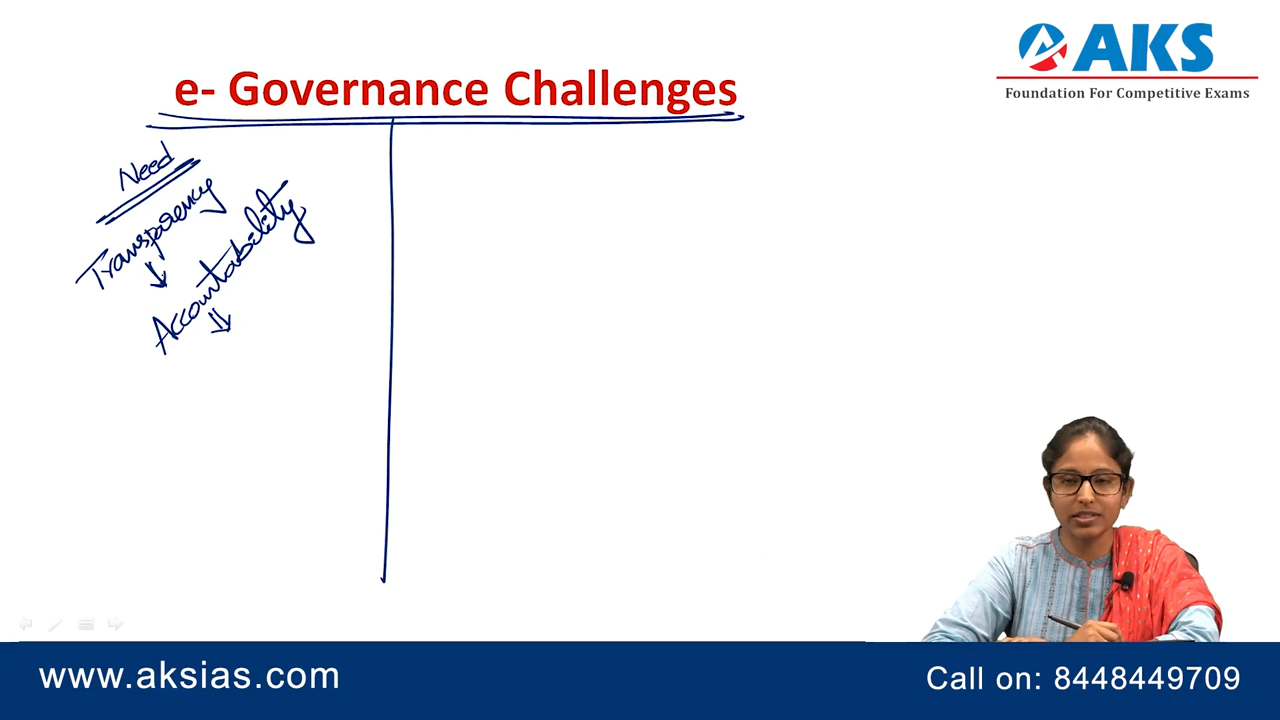 AKS
Foundation For Competitive Exams
e- Governance Challenges
Need
Transparency
Accountability
www.aksias.com
Call on: 8448449709